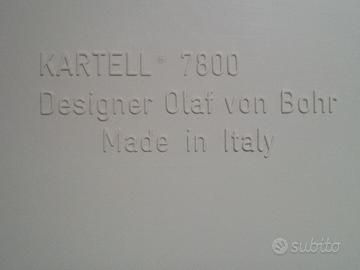 KARTELL® 7800
Designer Olaf von Bohr
Made in Italy
subito